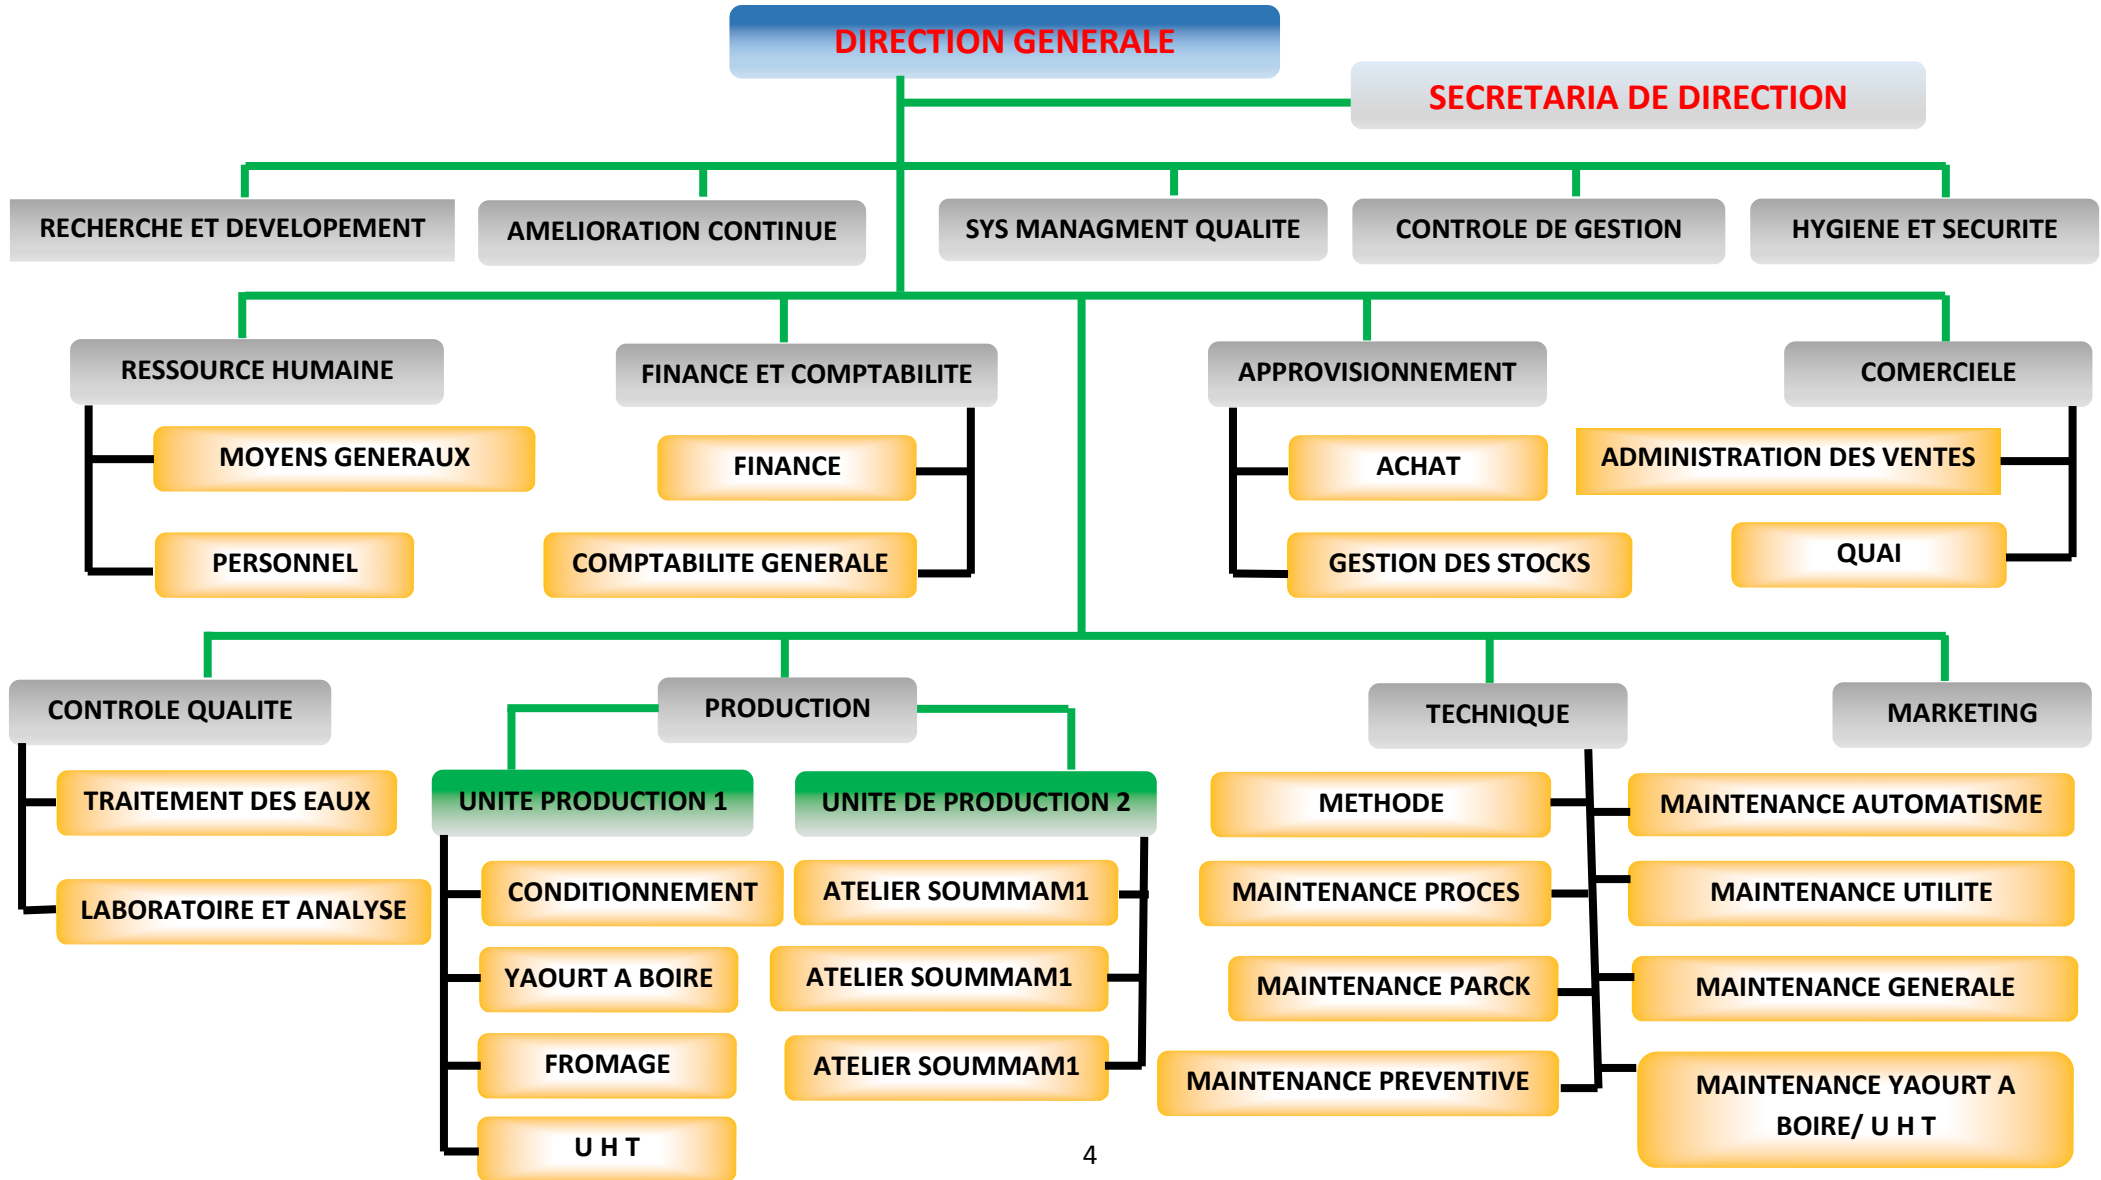 DIRECTION GENERALE
SECRETARIA DE DIRECTION
RECHERCHE ET DEVELOPEMENT
AMELIORATION CONTINUE
SYS MANAGMENT QUALITE
CONTROLE DE GESTION
HYGIENE ET SECURITE
RESSOURCE HUMAINE
FINANCE ET COMPTABILITE
APPROVISIONNEMENT
COMERCIELE
MOYENS GENERAUX
FINANCE
ACHAT
ADMINISTRATION DES VENTES
PERSONNEL
COMPTABILITE GENERALE
GESTION DES STOCKS
QUAI
CONTROLE QUALITE
PRODUCTION
TECHNIQUE
MARKETING
TRAITEMENT DES EAUX
UNITE PRODUCTION 1
UNITE DE PRODUCTION 2
METHODE
MAINTENANCE AUTOMATISME
LABORATOIRE ET ANALYSE
CONDITIONNEMENT
ATELIER SOUMMAM1
MAINTENANCE PROCES
MAINTENANCE UTILITE
YAOURT A BOIRE
ATELIER SOUMMAM1
MAINTENANCE PARCK
MAINTENANCE GENERALE
FROMAGE
ATELIER SOUMMAM1
MAINTENANCE PREVENTIVE
MAINTENANCE YAOURT A
BOIRE/ U H T
U H T
4